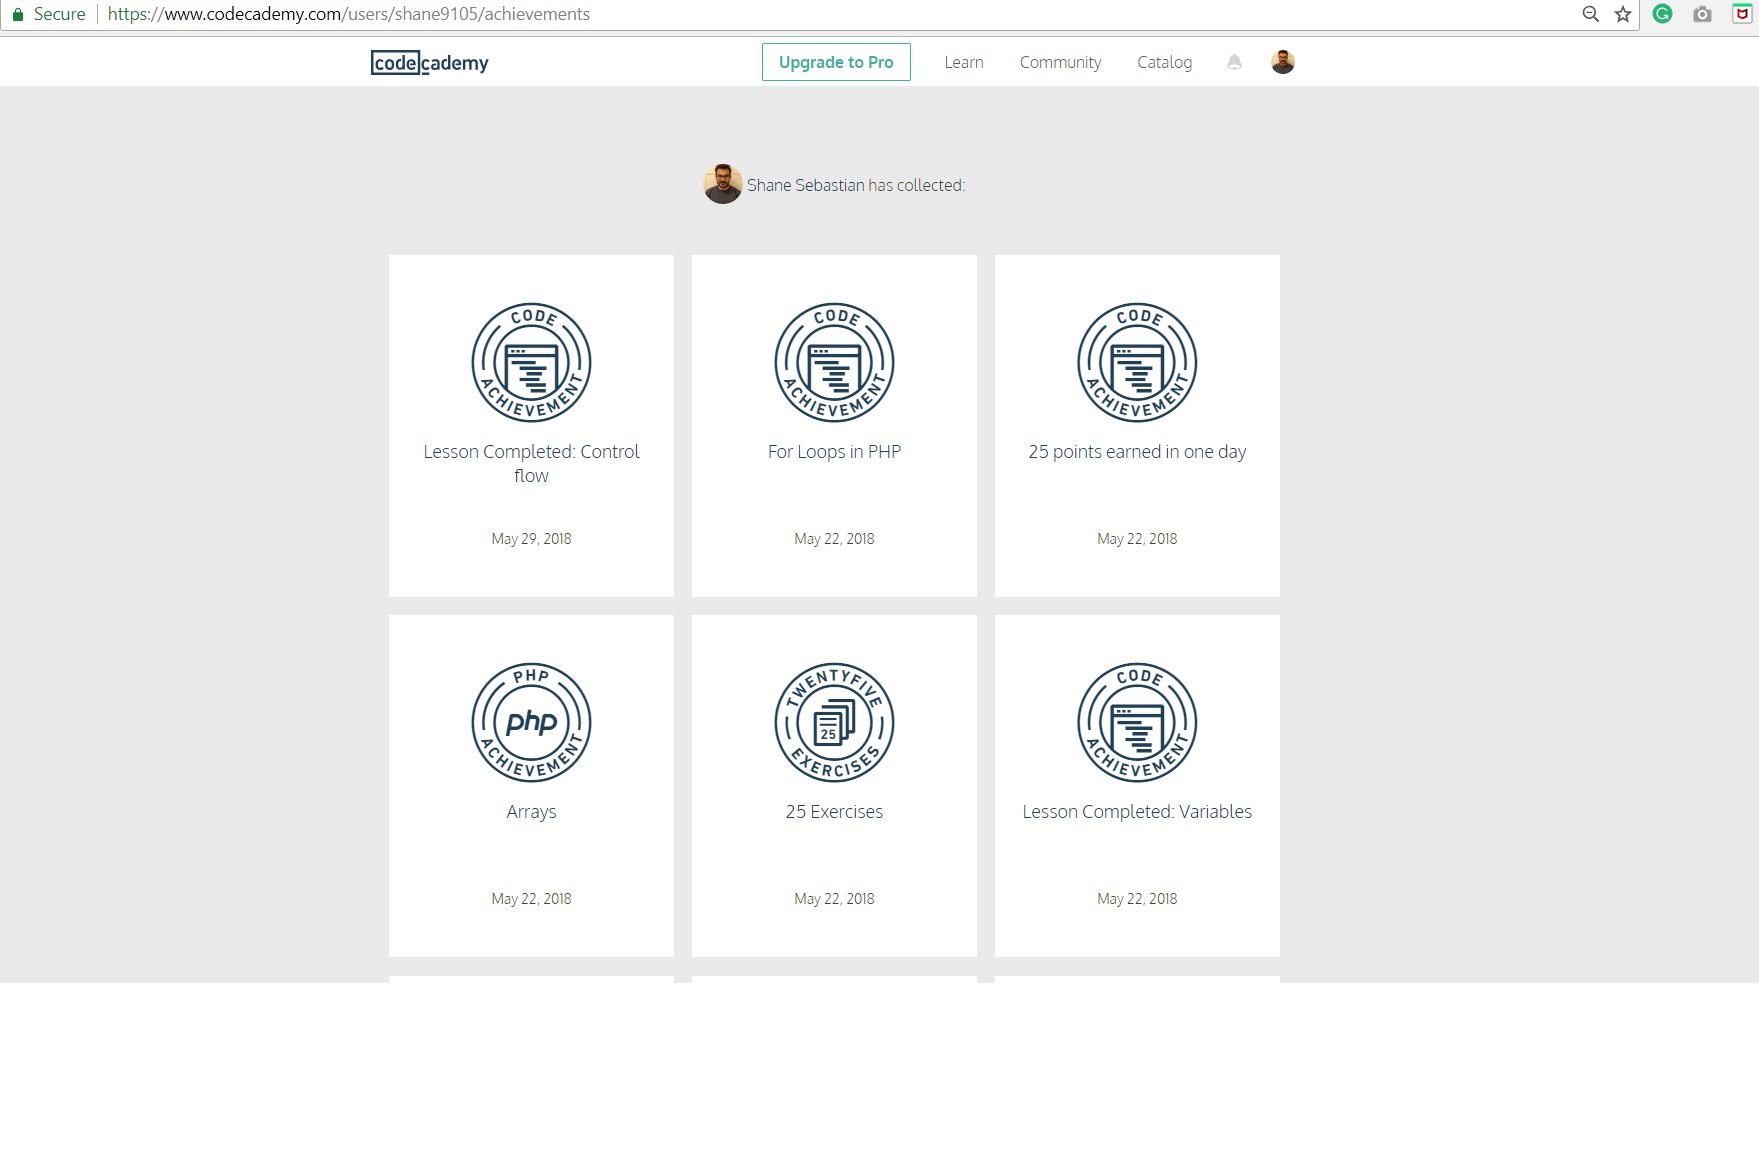 Secure https://www.codecademy.com/users/shane9105/achievements
codecademy Upgrade to Pro Learn Community Catalog
Shane Sebastian has collected:
CODE ACHIEVEMENT
Lesson Completed: Control
flow
May 29, 2018
CODE ACHIEVEMENT
For Loops in PHP
May 22, 2018
CODE ACHIEVEMENT
25 points earned in one day
May 22, 2018
PHP ACHIEVEMENT
php
Arrays
May 22, 2018
TWENTYFIVE EXERCISES
25
25 Exercises
May 22, 2018
CODE ACHIEVEMENT
Lesson Completed: Variables
May 22, 2018